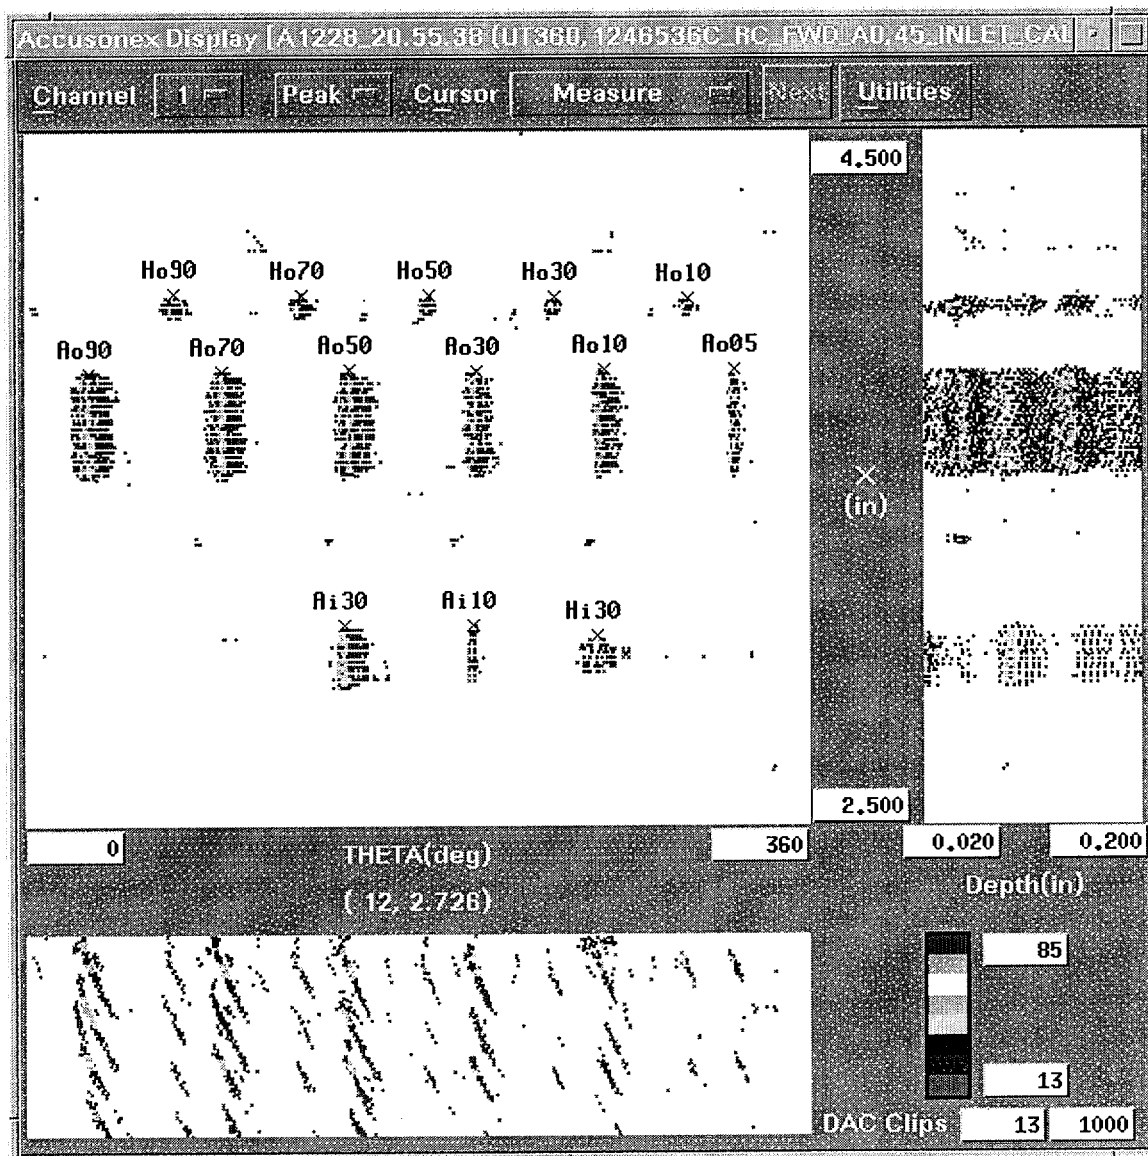 Accusonex Display [A1228_20.55.38 (UT360, 1246536C_RC_FWD_A0,45_INLET_CAL
Channel 1 Peak Cursor Measure Next Utilities
4.500
Ho90 Ho70 Ho50 Ho30 Ho10
Ao90 Ao70 Ao50 Ao30 Ao10 Ao05
X
(in)
Ai30 Ai10 Hi30
2.500
0 THETA(deg) 360 0.020 0.200
( 12, 2.726) Depth(in)
85
13
DAC Clips 13 1000